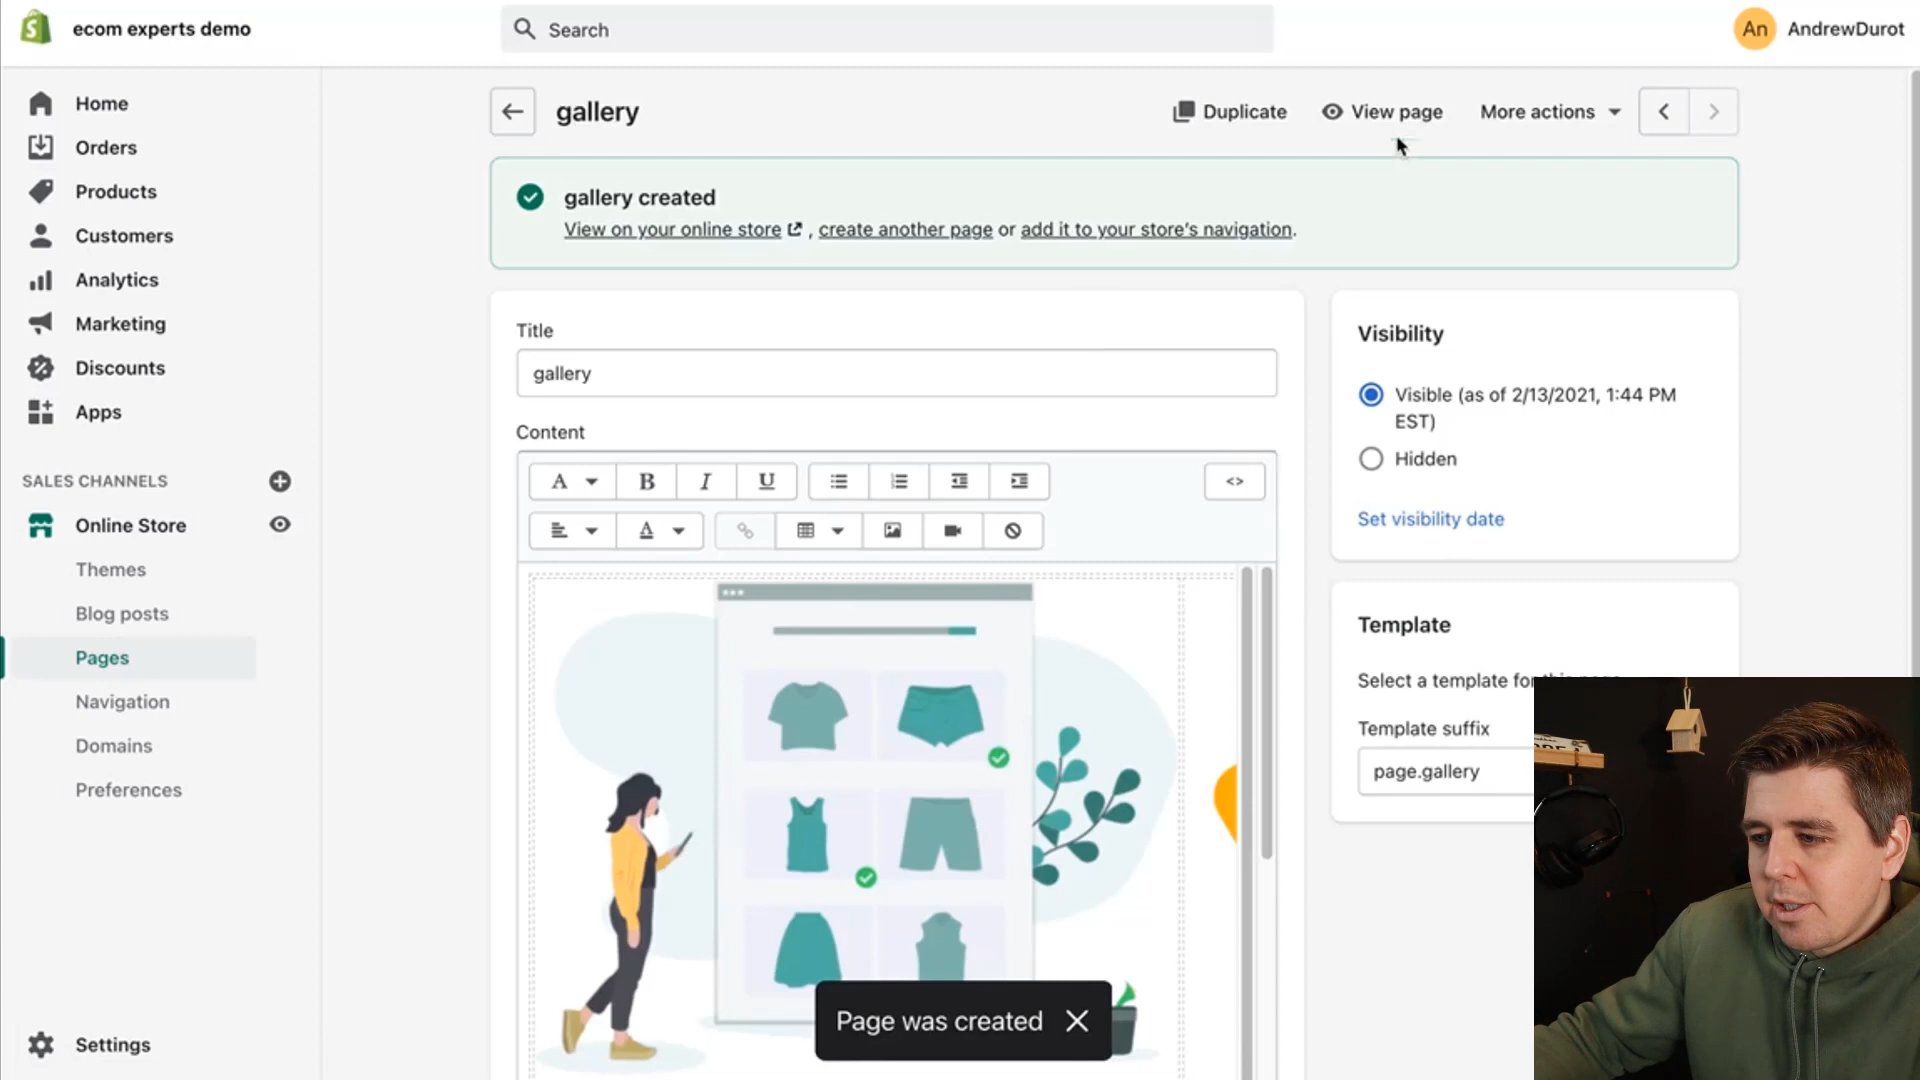 ecom experts demo
Search
An
AndrewDurot
Home
Orders
Products
Customers
Analytics
Marketing
Discounts
Apps
SALES CHANNELS
Online Store
Themes
Blog posts
Pages
Navigation
Domains
Preferences
Settings
gallery
Duplicate
View page
More actions
gallery created
View on your online store , create another page or add it to your store's navigation.
Title
gallery
Content
A
B
I
U
A
<>
Visibility
Visible (as of 2/13/2021, 1:44 PM
EST)
Hidden
Set visibility date
Template
Select a template for this page.
Template suffix
page.gallery
Page was created